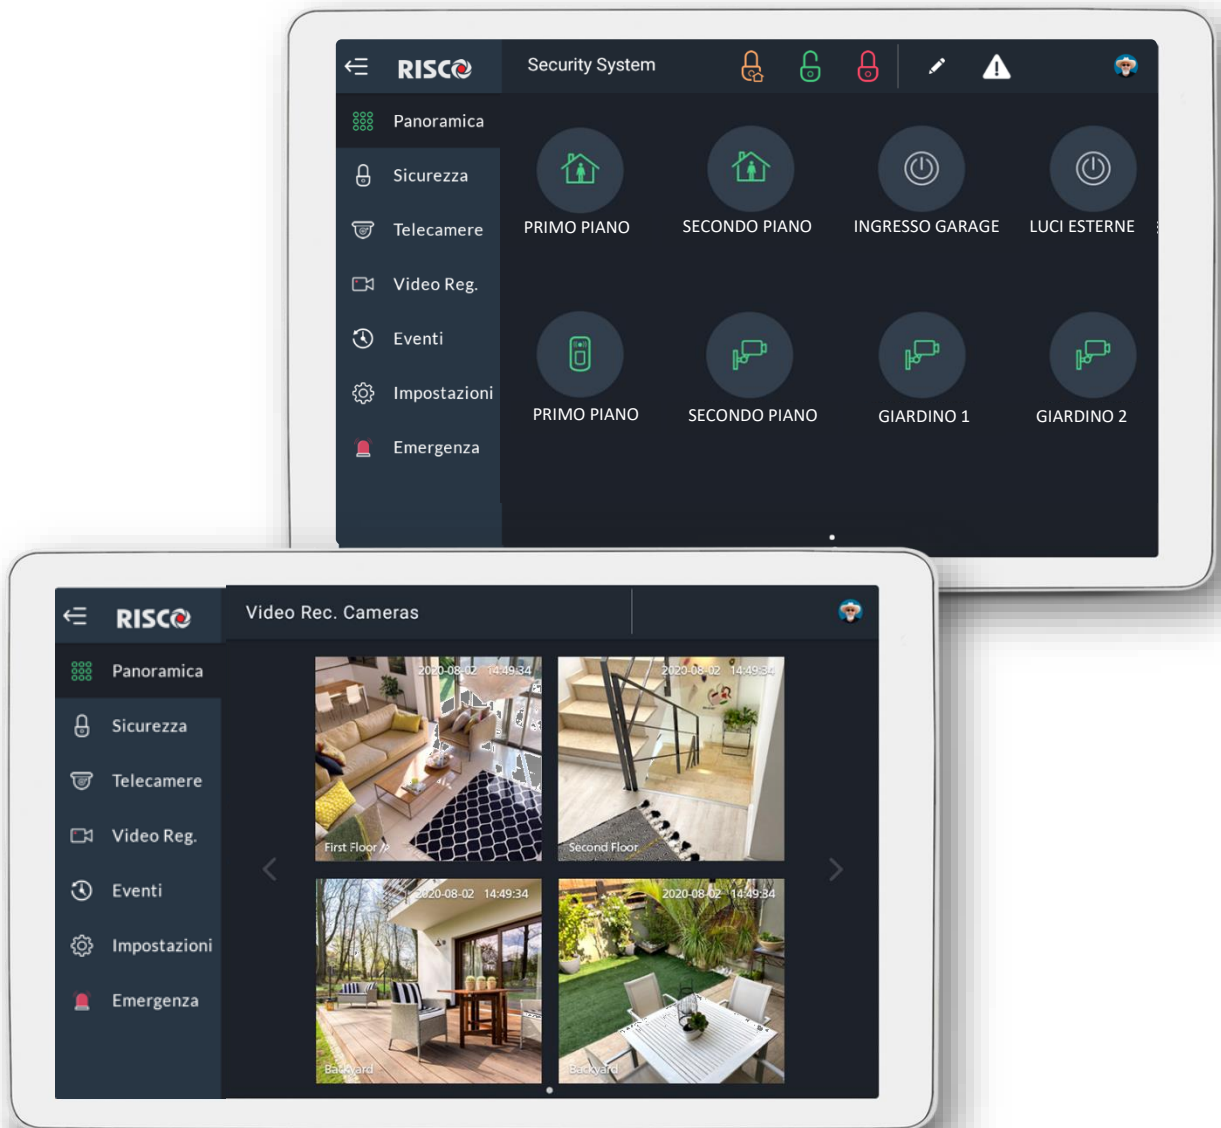 RISCO
Security System
Panoramica
Sicurezza
Telecamere
Video Reg.
Eventi
Impostazioni
Emergenza
PRIMO PIANO
SECONDO PIANO
INGRESSO GARAGE
LUCI ESTERNE
PRIMO PIANO
SECONDO PIANO
GIARDINO 1
GIARDINO 2
RISCO
Video Rec. Cameras
Panoramica
Sicurezza
Telecamere
Video Reg.
Eventi
Impostazioni
Emergenza
2020-08-02 14:49:34
First Floor
2020-08-02 14:49:34
Second Floor
2020-08-02 14:49:34
Backyard
2020-08-02 14:49:34
Backyard